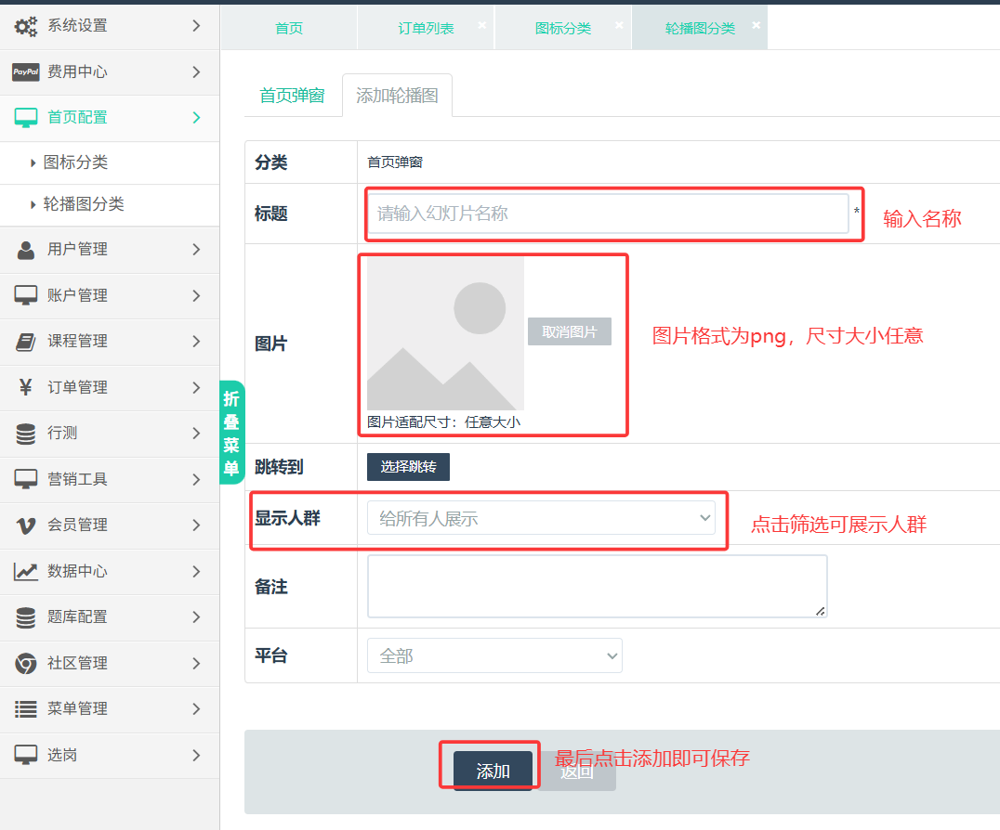 系统设置
PayPal 费用中心
首页配置
图标分类
轮播图分类
用户管理
账户管理
课程管理
¥ 订单管理
行测
营销工具
会员管理
数据中心
题库配置
社区管理
菜单管理
选岗
折叠菜单
首页
订单列表 ×
图标分类 ×
轮播图分类 ×
首页弹窗
添加轮播图
分类 首页弹窗
标题 请输入幻灯片名称 * 输入名称
图片 取消图片 图片格式为png，尺寸大小任意
图片适配尺寸：任意大小
跳转到 选择跳转
显示人群 给所有人展示 点击筛选可展示人群
备注
平台 全部
添加 返回 最后点击添加即可保存